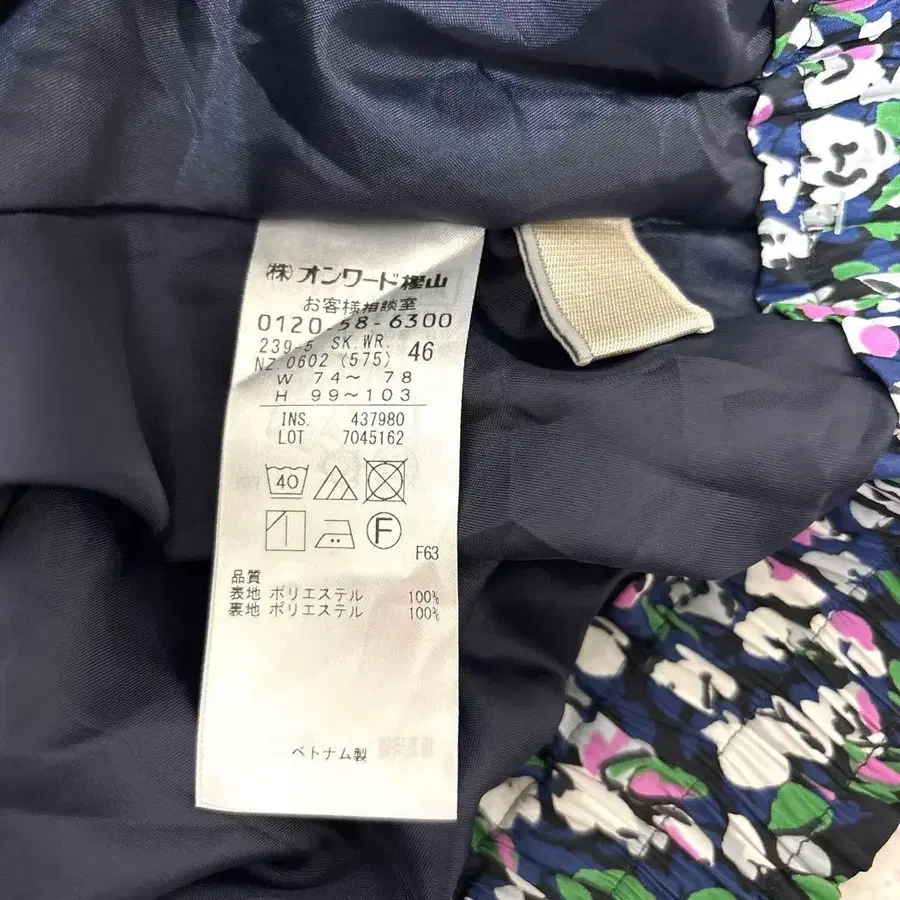 (株)オンワード樫山
お客様相談室
0120-58-6300
239-5 SK.WR. 46
NZ.0602 (575)
W 74～ 78
H 99～103
INS. 437980
LOT 7045162
40
F
F63
品質
表地 ポリエステル 100%
裏地 ポリエステル 100%
ベトナム製